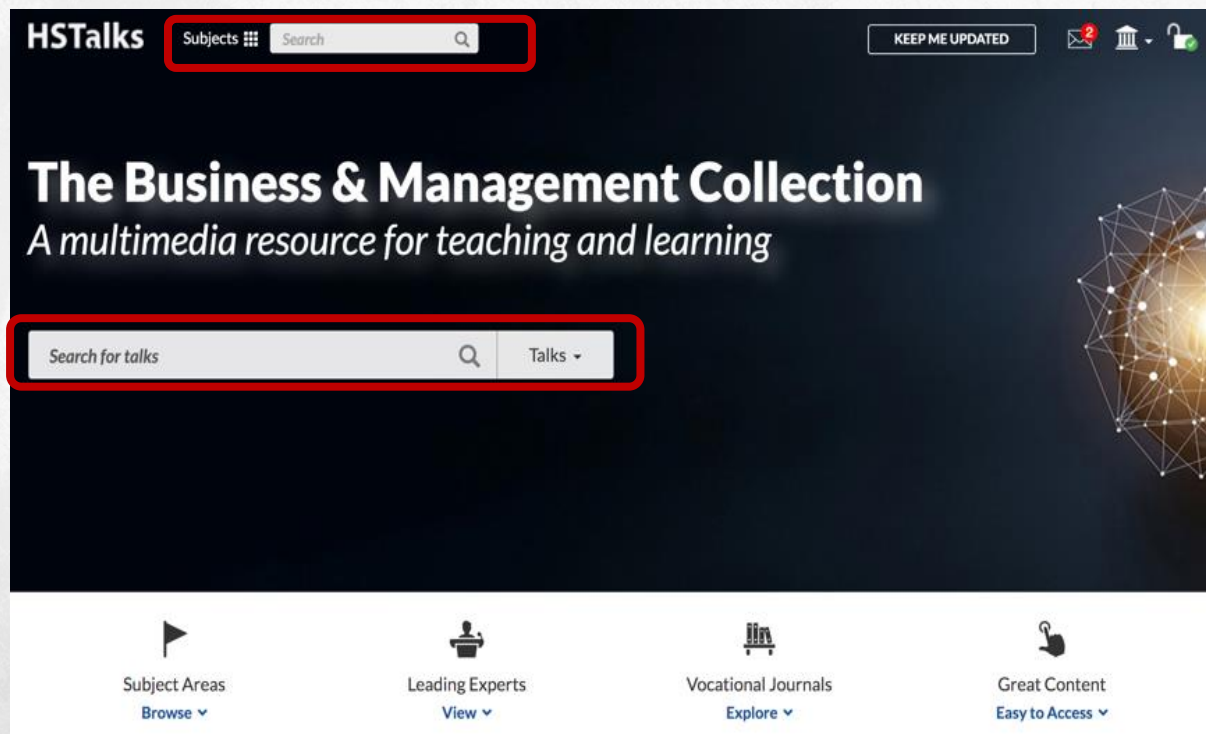 HSTalks Subjects Search KEEP ME UPDATED 2
The Business & Management Collection
A multimedia resource for teaching and learning
Search for talks Talks
Subject Areas Leading Experts Vocational Journals Great Content
Browse View Explore Easy to Access